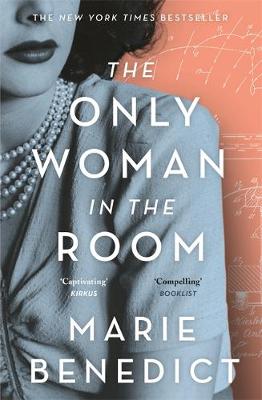 THE NEW YORK TIMES BESTSELLER
THE
ONLY
WOMAN
IN THE
ROOM
'Captivating'
KIRKUS
'Compelling'
BOOKLIST
MARIE
BENEDICT